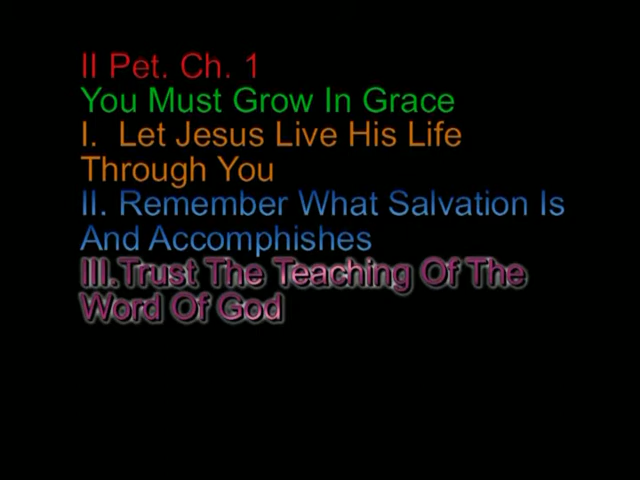 II Pet. Ch. 1
You Must Grow In Grace
I.  Let Jesus Live His Life
Through You
II. Remember What Salvation Is
And Accomphishes
III.Trust The Teaching Of The
Word Of God